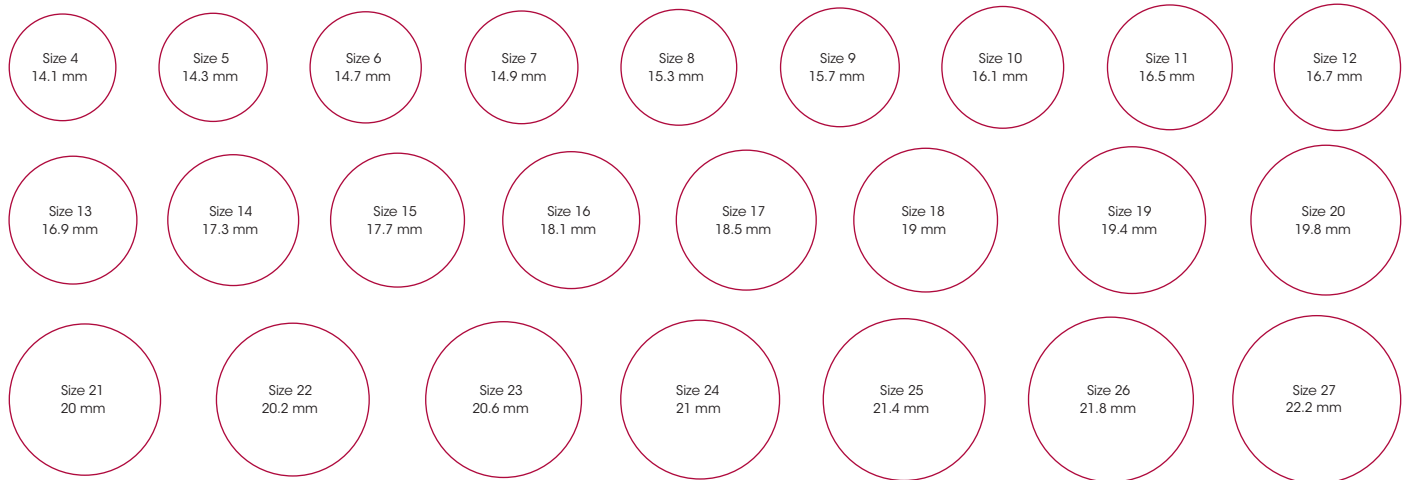 Size 4
14.1 mm
Size 5
14.3 mm
Size 6
14.7 mm
Size 7
14.9 mm
Size 8
15.3 mm
Size 9
15.7 mm
Size 10
16.1 mm
Size 11
16.5 mm
Size 12
16.7 mm
Size 13
16.9 mm
Size 14
17.3 mm
Size 15
17.7 mm
Size 16
18.1 mm
Size 17
18.5 mm
Size 18
19 mm
Size 19
19.4 mm
Size 20
19.8 mm
Size 21
20 mm
Size 22
20.2 mm
Size 23
20.6 mm
Size 24
21 mm
Size 25
21.4 mm
Size 26
21.8 mm
Size 27
22.2 mm